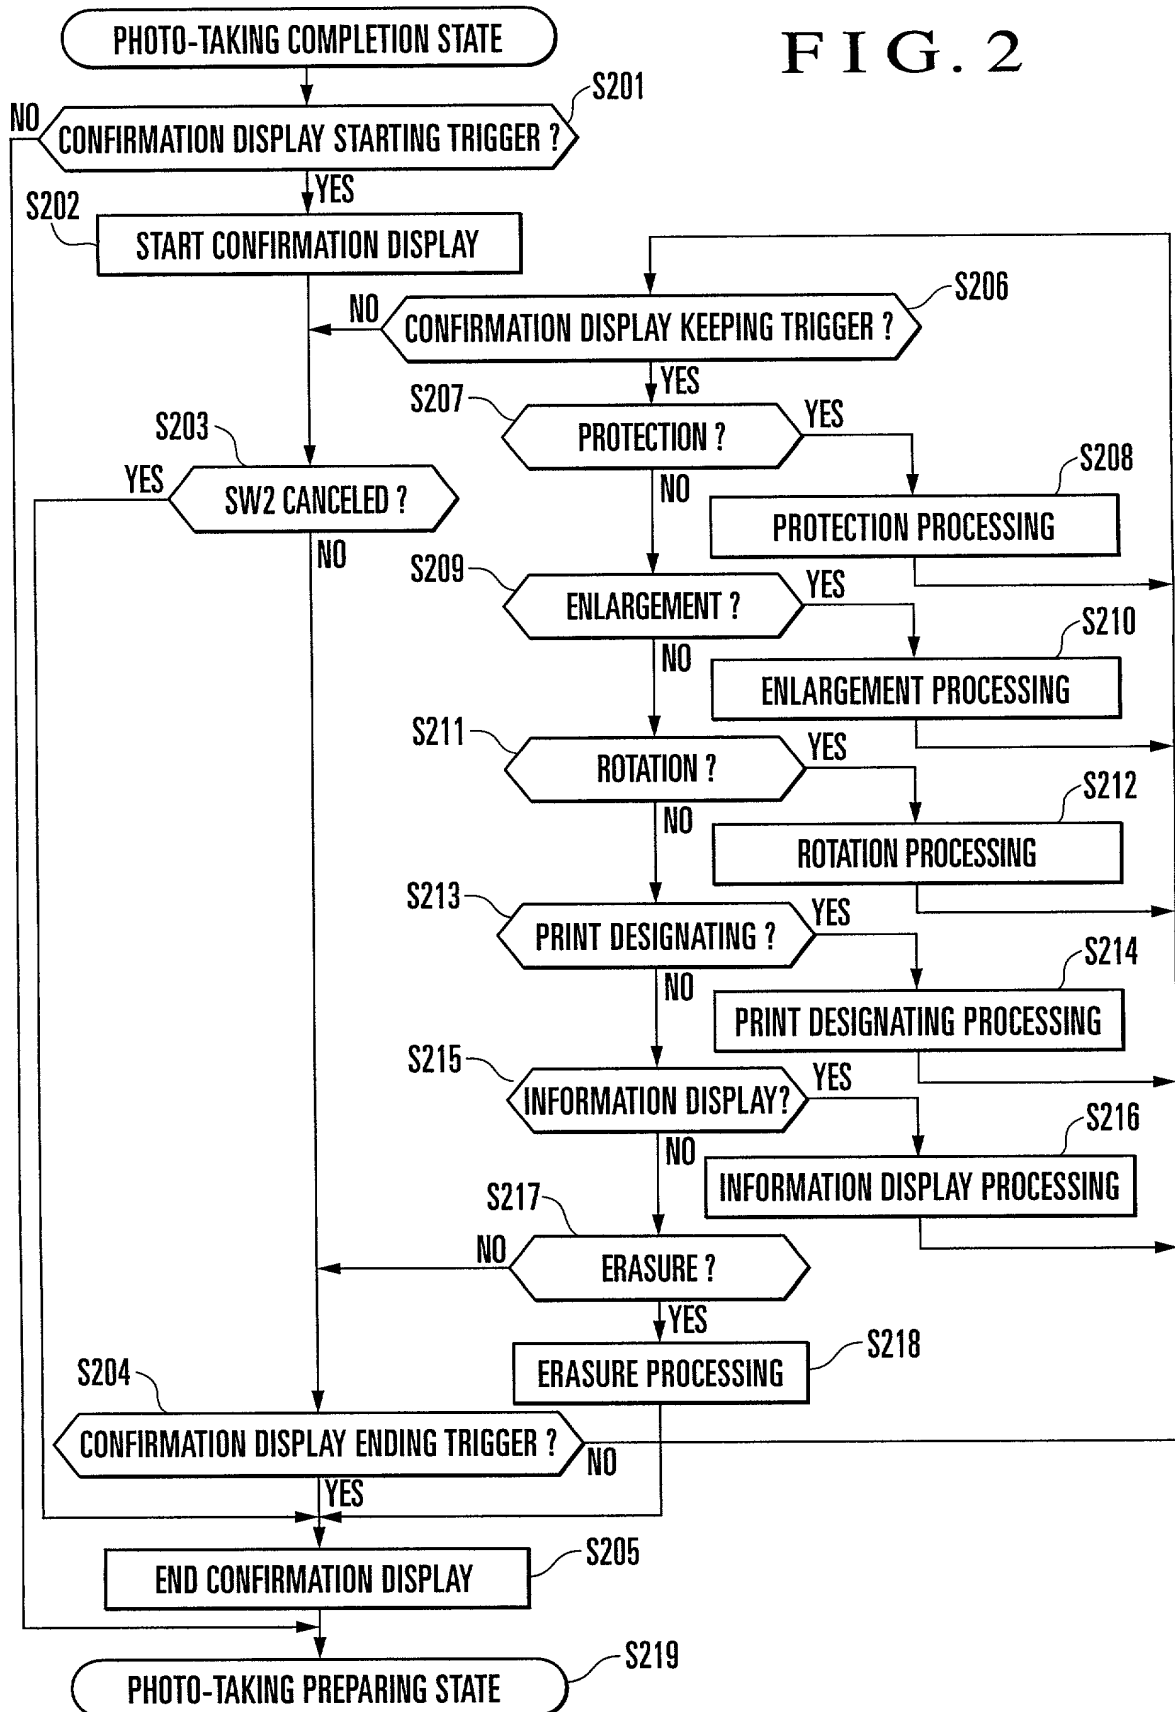 FIG. 2
PHOTO-TAKING COMPLETION STATE
S201
NO
CONFIRMATION DISPLAY STARTING TRIGGER ?
YES
S202
START CONFIRMATION DISPLAY
S206
NO
CONFIRMATION DISPLAY KEEPING TRIGGER ?
YES
S207
PROTECTION ?
YES
NO
S203
YES
SW2 CANCELED ?
NO
S208
PROTECTION PROCESSING
S209
ENLARGEMENT ?
YES
NO
S210
ENLARGEMENT PROCESSING
S211
ROTATION ?
YES
NO
S212
ROTATION PROCESSING
S213
PRINT DESIGNATING ?
YES
NO
S214
PRINT DESIGNATING PROCESSING
S215
INFORMATION DISPLAY?
YES
NO
S216
INFORMATION DISPLAY PROCESSING
S217
NO
ERASURE ?
YES
S218
ERASURE PROCESSING
S204
CONFIRMATION DISPLAY ENDING TRIGGER ?
NO
YES
S205
END CONFIRMATION DISPLAY
S219
PHOTO-TAKING PREPARING STATE